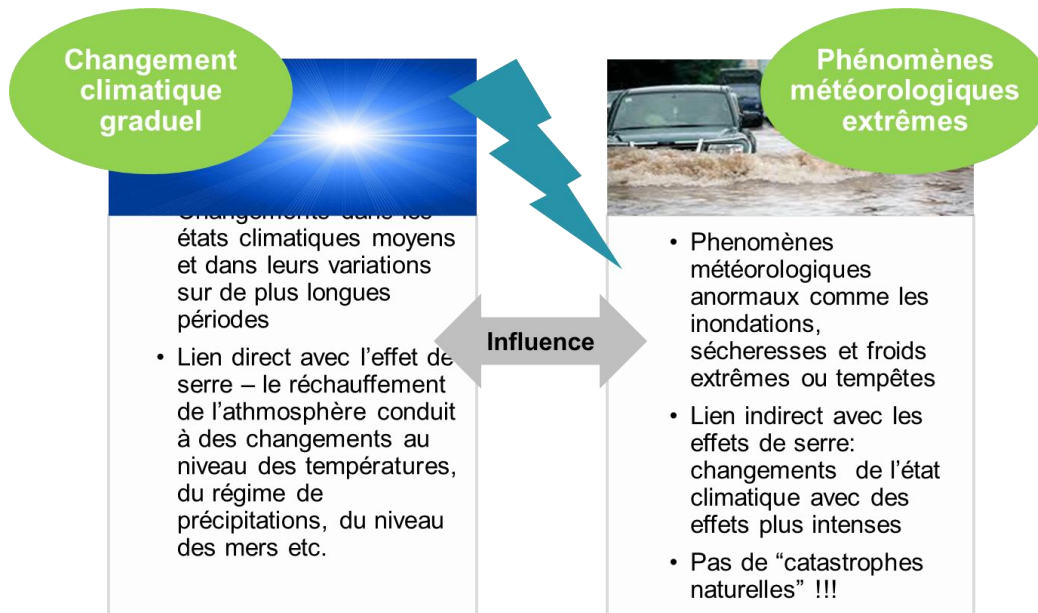 Changement
climatique
graduel
Changements dans les
états climatiques moyens
et dans leurs variations
sur de plus longues
périodes
• Lien direct avec l’effet de
serre – le réchauffement
de l’athmosphère conduit
à des changements au
niveau des températures,
du régime de
précipitations, du niveau
des mers etc.
Influence
Phénomènes
météorologiques
extrêmes
• Phenomènes
météorologiques
anormaux comme les
inondations,
sécheresses et froids
extrêmes ou tempêtes
• Lien indirect avec les
effets de serre:
changements de l’état
climatique avec des
effets plus intenses
• Pas de “catastrophes
naturelles” !!!